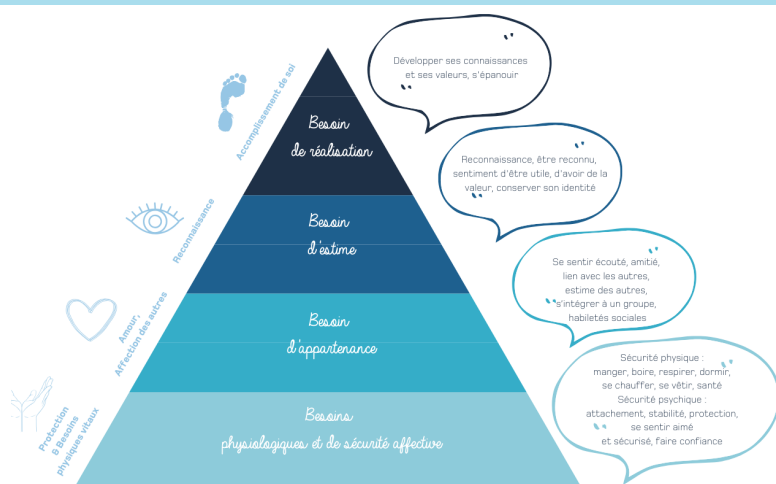 Accomplissement de soi
Besoin
de réalisation
Développer ses connaissances
et ses valeurs, s'épanouir
Reconnaissance
Besoin
d'estime
Reconnaissance, être reconnu,
sentiment d'être utile, d'avoir de la
valeur, conserver son identité
Amour,
Affection des autres
Besoin
d'appartenance
Se sentir écouté, amitié,
lien avec les autres,
estime des autres,
s'intégrer à un groupe,
habiletés sociales
Protection
& Besoins
physiques vitaux
Besoins
physiologiques et de sécurité affective
Sécurité physique :
manger, boire, respirer, dormir,
se chauffer, se vêtir, santé
Sécurité psychique :
attachement, stabilité, protection,
se sentir aimé
et sécurisé, faire confiance